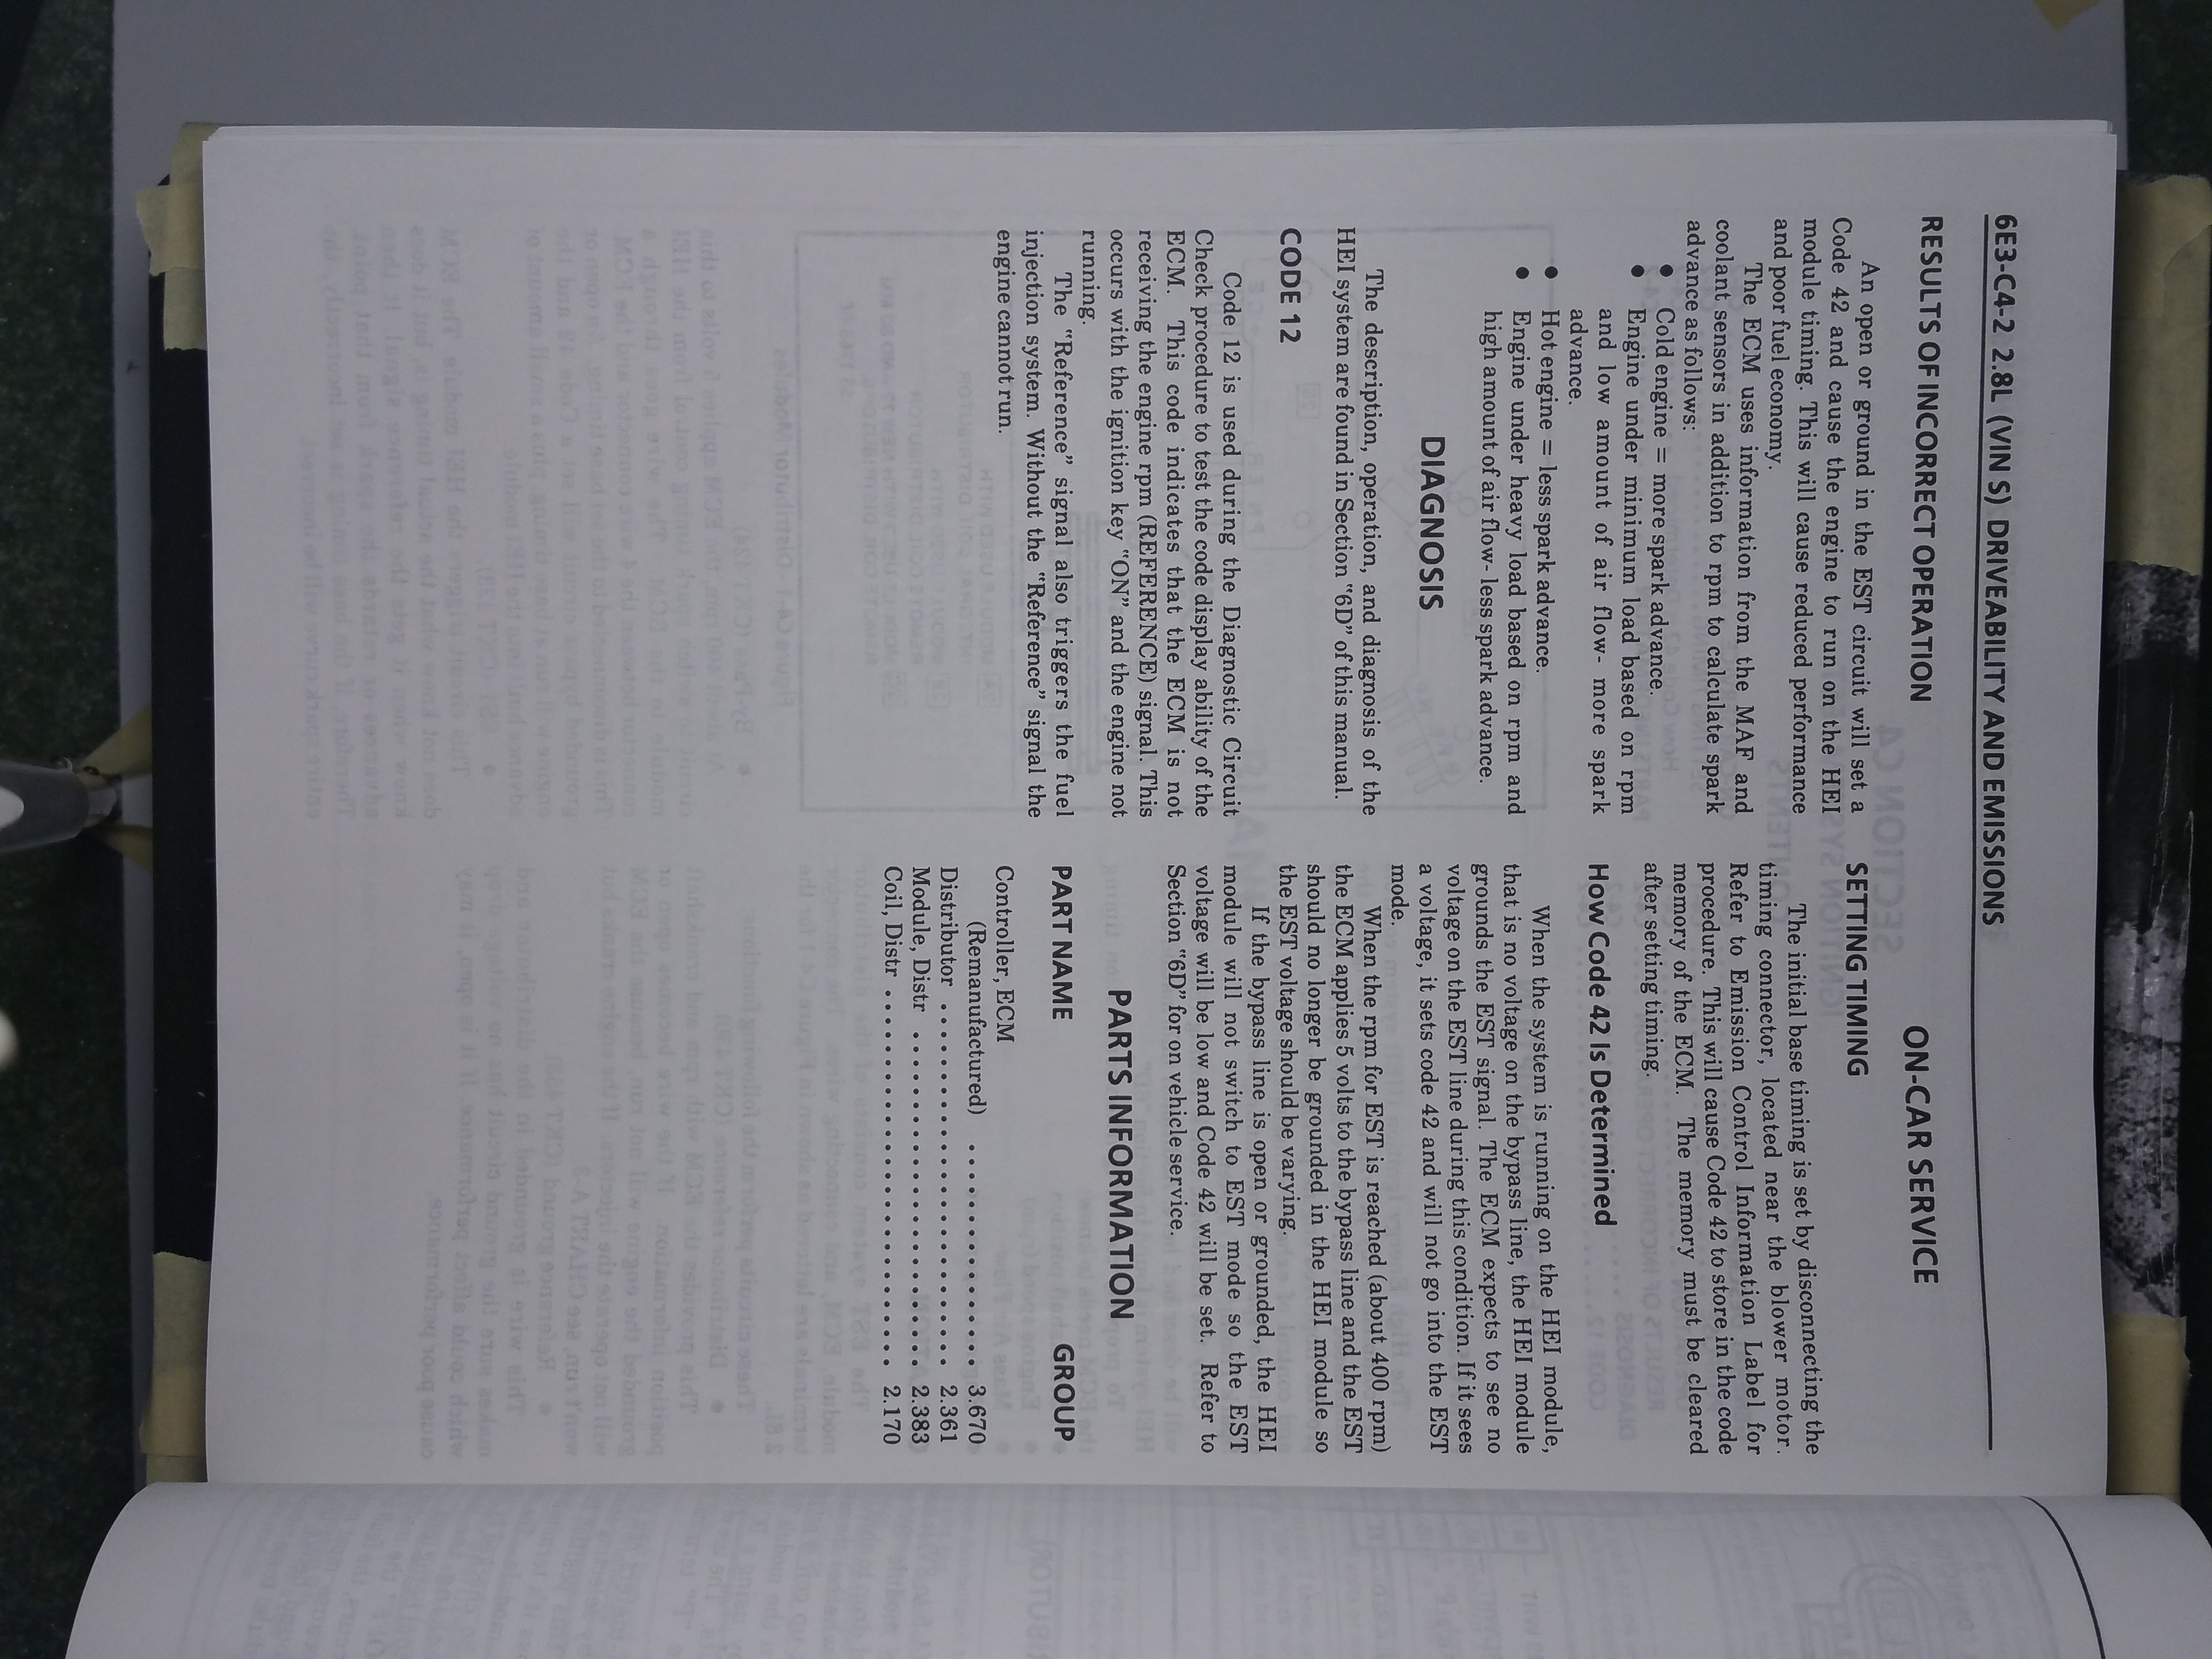 6E3-C4-2 2.8L (VIN S) DRIVEABILITY AND EMISSIONS
RESULTS OF INCORRECT OPERATION
An open or ground in the EST circuit will set a
Code 42 and cause the engine to run on the HEI
module timing. This will cause reduced performance
and poor fuel economy.
The ECM uses information from the MAF and
coolant sensors in addition to rpm to calculate spark
advance as follows:
● Cold engine = more spark advance.
● Engine under minimum load based on rpm
and low amount of air flow- more spark
advance.
● Hot engine = less spark advance.
● Engine under heavy load based on rpm and
high amount of air flow- less spark advance.
DIAGNOSIS
The description, operation, and diagnosis of the
HEI system are found in Section "6D" of this manual.
CODE 12
Code 12 is used during the Diagnostic Circuit
Check procedure to test the code display ability of the
ECM. This code indicates that the ECM is not
receiving the engine rpm (REFERENCE) signal. This
occurs with the ignition key "ON" and the engine not
running.
The "Reference" signal also triggers the fuel
injection system. Without the "Reference" signal the
engine cannot run.
ON-CAR SERVICE
SETTING TIMING
The initial base timing is set by disconnecting the
timing connector, located near the blower motor.
Refer to Emission Control Information Label for
procedure. This will cause Code 42 to store in the code
memory of the ECM. The memory must be cleared
after setting timing.
How Code 42 Is Determined
When the system is running on the HEI module,
that is no voltage on the bypass line, the HEI module
grounds the EST signal. The ECM expects to see no
voltage on the EST line during this condition. If it sees
a voltage, it sets code 42 and will not go into the EST
mode.
When the rpm for EST is reached (about 400 rpm)
the ECM applies 5 volts to the bypass line and the EST
should no longer be grounded in the HEI module so
the EST voltage should be varying.
If the bypass line is open or grounded, the HEI
module will not switch to EST mode so the EST
voltage will be low and Code 42 will be set. Refer to
Section "6D" for on vehicle service.
PARTS INFORMATION
PART NAME GROUP
Controller, ECM
(Remanufactured) . . . . . . . . . . . . . . . . . . 3.670
Distributor . . . . . . . . . . . . . . . . . . . . . . . . . . . . 2.361
Module, Distr . . . . . . . . . . . . . . . . . . . . . . . . . . 2.383
Coil, Distr . . . . . . . . . . . . . . . . . . . . . . . . . . . . . 2.170